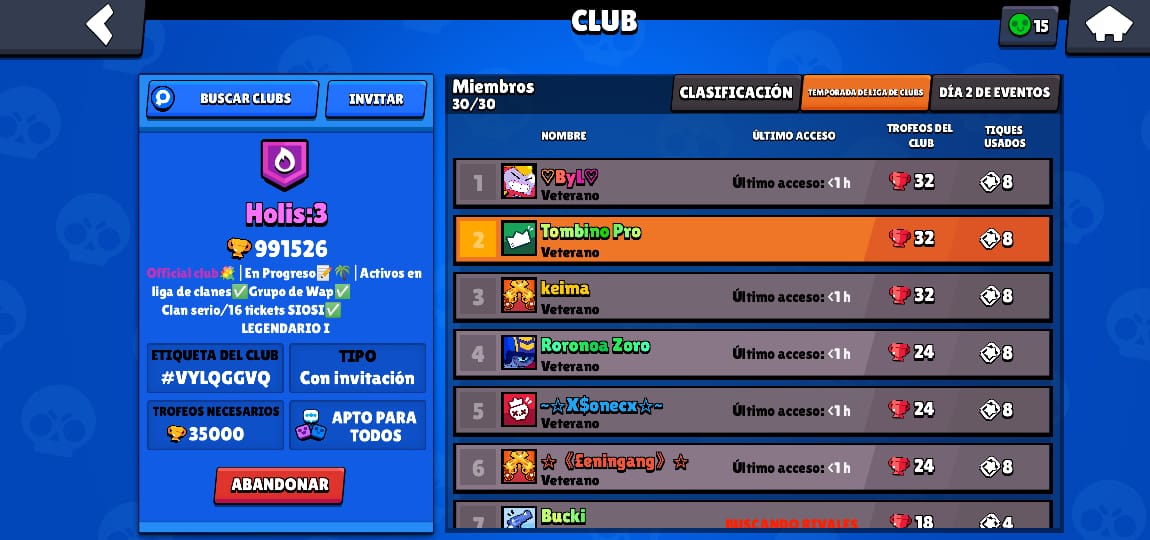 CLUB
15
BUSCAR CLUBS
INVITAR
Holis:3
991526
Official club💐 | En Progreso📝🌴 | Activos en
liga de clanes✅Grupo de Wap✅
Clan serio/16 tickets SIOSI✅
LEGENDARIO I
ETIQUETA DEL CLUB
#VYLQGGVQ
TIPO
Con invitación
TROFEOS NECESARIOS
35000
APTO PARA
TODOS
ABANDONAR
Miembros
30/30
CLASIFICACIÓN
TEMPORADA DE LIGA DE CLUBS
DÍA 2 DE EVENTOS
NOMBRE
ÚLTIMO ACCESO
TROFEOS DEL
CLUB
TIQUES
USADOS
1 ♡ByL♡ Último acceso: <1 h 32 8
Veterano
2 Tombino Pro 32 8
Veterano
3 keima Último acceso: <1 h 32 8
Veterano
4 Roronoa Zoro Último acceso: <1 h 24 8
Veterano
5 ~☆X$onecx☆~ Último acceso: <1 h 24 8
Veterano
6 ☆《£eningang》☆ Último acceso: <1 h 24 8
Veterano
7 Bucki BUSCANDO RIVALES 18 4